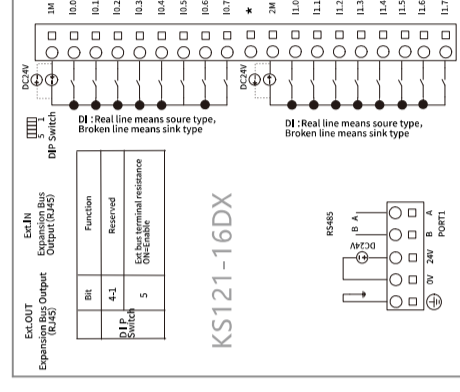 1M
I0.0
I0.1
I0.2
I0.3
I0.4
I0.5
I0.6
I0.7
★
2M
I1.0
I1.1
I1.2
I1.3
I1.4
I1.5
I1.6
I1.7
DC24V
DC24V
5 1
DIP Switch
DI :Real line means soure type,
Broken line means sink type
DI :Real line means soure type,
Broken line means sink type
Ext.IN
Expansion Bus
Output (RJ45)
Ext.OUT
Expansion Bus Output
(RJ45)
Bit
Function
DIP
Switch
4-1
Reserved
5
Ext bus terminal resistance
ON=Enable
KS121-16DX
RS485
B A
DC24V
0V 24V B A
PORT1